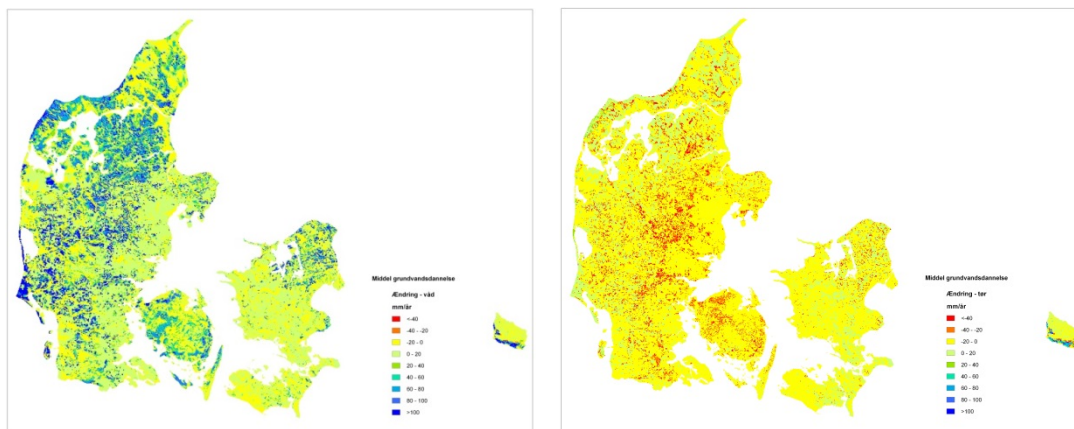 Middel grundvandsdannelse
Ændring - våd
mm/år
<-40
-40 - -20
-20 - 0
0 - 20
20 - 40
40 - 60
60 - 80
80 - 100
>100
Middel grundvandsdannelse
Ændring - tør
mm/år
<-40
-40 - -20
-20 - 0
0 - 20
20 - 40
40 - 60
60 - 80
80 - 100
>100